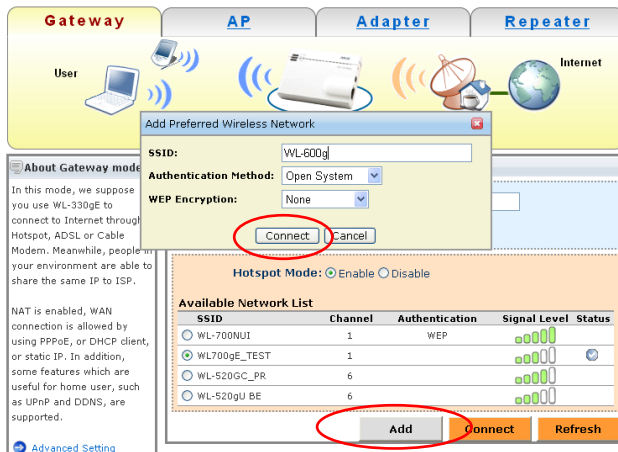 Gateway
AP
Adapter
Repeater
User
Internet
Add Preferred Wireless Network
SSID:
WL-600g
Authentication Method:
Open System
WEP Encryption:
None
Connect
Cancel
About Gateway mode
In this mode, we suppose
you use WL-330gE to
connect to Internet through
Hotspot, ADSL or Cable
Modem. Meanwhile, people in
your environment are able to
share the same IP to ISP.
NAT is enabled, WAN
connection is allowed by
using PPPoE, or DHCP client,
or static IP. In addition,
some features which are
useful for home user, such
as UPnP and DDNS, are
supported.
Advanced Setting
Hotspot Mode: Enable Disable
Available Network List
SSID Channel Authentication Signal Level Status
WL-700NUI 1 WEP
WL700gE_TEST 1
WL-520GC_PR 6
WL-520gU BE 6
Add
Connect
Refresh